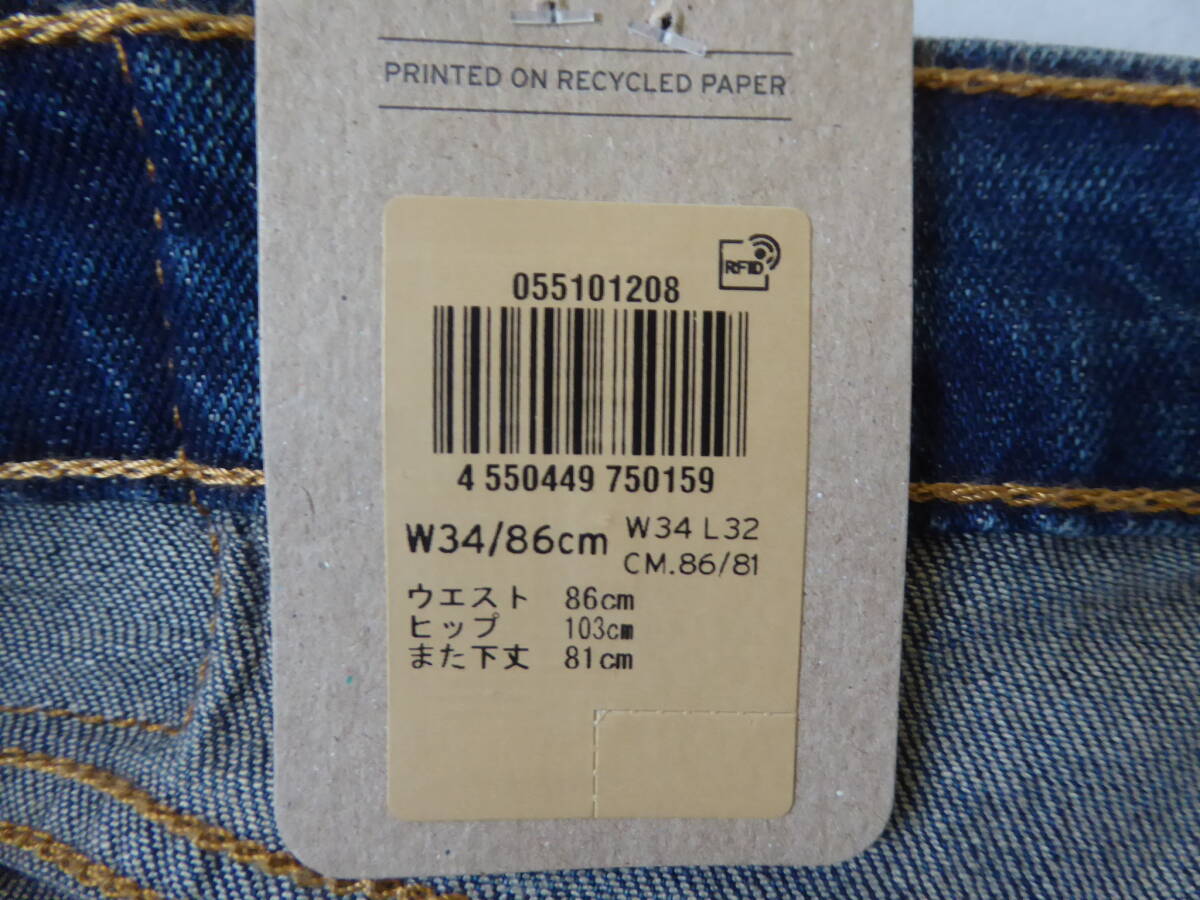 PRINTED ON RECYCLED PAPER
RFID
055101208
4 550449 750159
W34/86cm
W34 L32
CM.86/81
ウエスト 86cm
ヒップ 103cm
また下丈 81cm